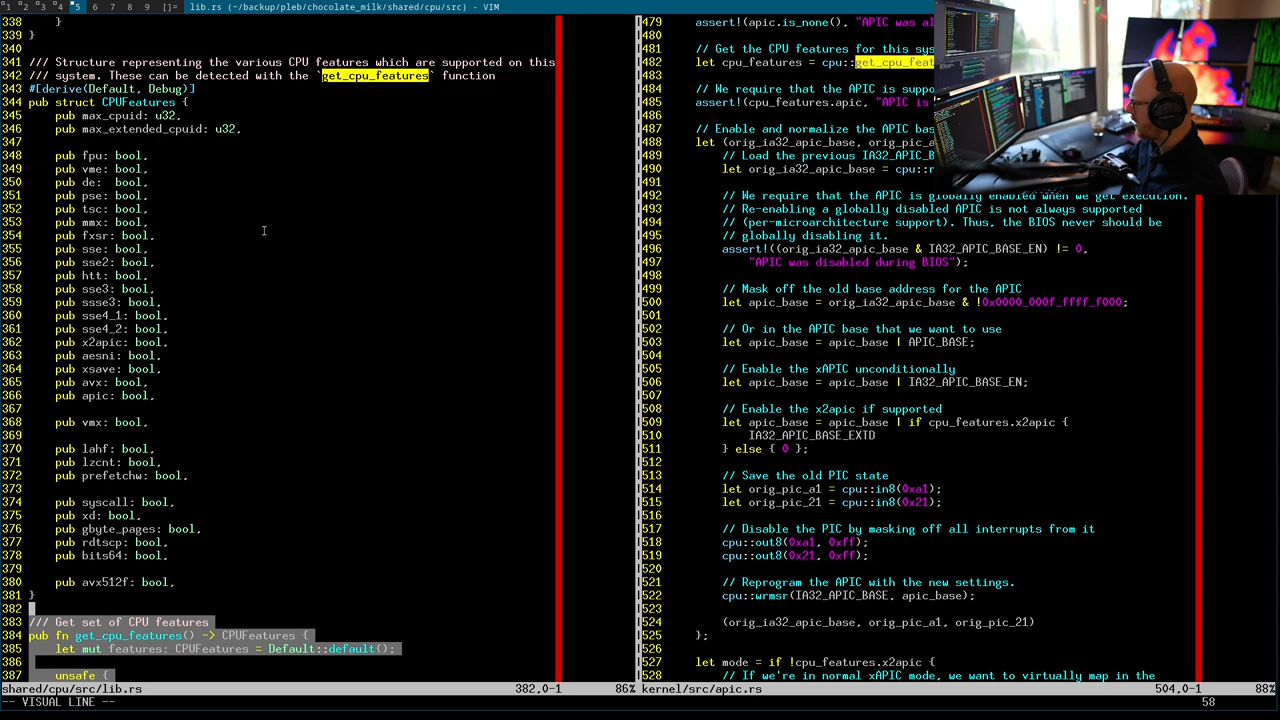 1 2 3 4 5 6 7 8 9 []= lib.rs (~/backup/pleb/chocolate_milk/shared/cpu/src) - VIM
338     }
339 }
340
341 /// Structure representing the various CPU features which are supported on this
342 /// system. These can be detected with the `get_cpu_features` function
343 #[derive(Default, Debug)]
344 pub struct CPUFeatures {
345     pub max_cpuid: u32,
346     pub max_extended_cpuid: u32,
347
348     pub fpu: bool,
349     pub vme: bool,
350     pub de:  bool,
351     pub pse: bool,
352     pub tsc: bool,
353     pub mmx: bool,
354     pub fxsr: bool,
355     pub sse: bool,
356     pub sse2: bool,
357     pub htt: bool,
358     pub sse3: bool,
359     pub ssse3: bool,
360     pub sse4_1: bool,
361     pub sse4_2: bool,
362     pub x2apic: bool,
363     pub aesni: bool,
364     pub xsave: bool,
365     pub avx: bool,
366     pub apic: bool,
367
368     pub vmx: bool,
369
370     pub lahf: bool,
371     pub lzcnt: bool,
372     pub prefetchw: bool,
373
374     pub syscall: bool,
375     pub xd: bool,
376     pub gbyte_pages: bool,
377     pub rdtscp: bool,
378     pub bits64: bool,
379
380     pub avx512f: bool,
381 }
382
383 /// Get set of CPU features
384 pub fn get_cpu_features() -> CPUFeatures {
385     let mut features: CPUFeatures = Default::default();
386
387     unsafe {
shared/cpu/src/lib.rs 382,0-1 86%
479     assert!(apic.is_none(), "APIC was al
480
481     // Get the CPU features for this sys
482     let cpu_features = cpu::get_cpu_feat
483
484     // We require that the APIC is suppo
485     assert!(cpu_features.apic, "APIC is
486
487     // Enable and normalize the APIC bas
488     let (orig_ia32_apic_base, orig_pic_a
489         // Load the previous IA32_APIC_B
490         let orig_ia32_apic_base = cpu::r
491
492         // We require that the APIC is globally enabled when we get execution.
493         // Re-enabling a globally disabled APIC is not always supported
494         // (per-microarchitecture support). Thus, the BIOS never should be
495         // globally disabling it.
496         assert!((orig_ia32_apic_base & IA32_APIC_BASE_EN) != 0,
497             "APIC was disabled during BIOS");
498
499         // Mask off the old base address for the APIC
500         let apic_base = orig_ia32_apic_base & !0x0000_000f_ffff_f000;
501
502         // Or in the APIC base that we want to use
503         let apic_base = apic_base | APIC_BASE;
504
505         // Enable the xAPIC unconditionally
506         let apic_base = apic_base | IA32_APIC_BASE_EN;
507
508         // Enable the x2apic if supported
509         let apic_base = apic_base | if cpu_features.x2apic {
510             IA32_APIC_BASE_EXTD
511         } else { 0 };
512
513         // Save the old PIC state
514         let orig_pic_a1 = cpu::in8(0xa1);
515         let orig_pic_21 = cpu::in8(0x21);
516
517         // Disable the PIC by masking off all interrupts from it
518         cpu::out8(0xa1, 0xff);
519         cpu::out8(0x21, 0xff);
520
521         // Reprogram the APIC with the new settings.
522         cpu::wrmsr(IA32_APIC_BASE, apic_base);
523
524         (orig_ia32_apic_base, orig_pic_a1, orig_pic_21)
525     };
526
527     let mode = if !cpu_features.x2apic {
528         // If we're in normal xAPIC mode, we want to virtually map in the
kernel/src/apic.rs 504,0-1 88%
-- VISUAL LINE -- 58